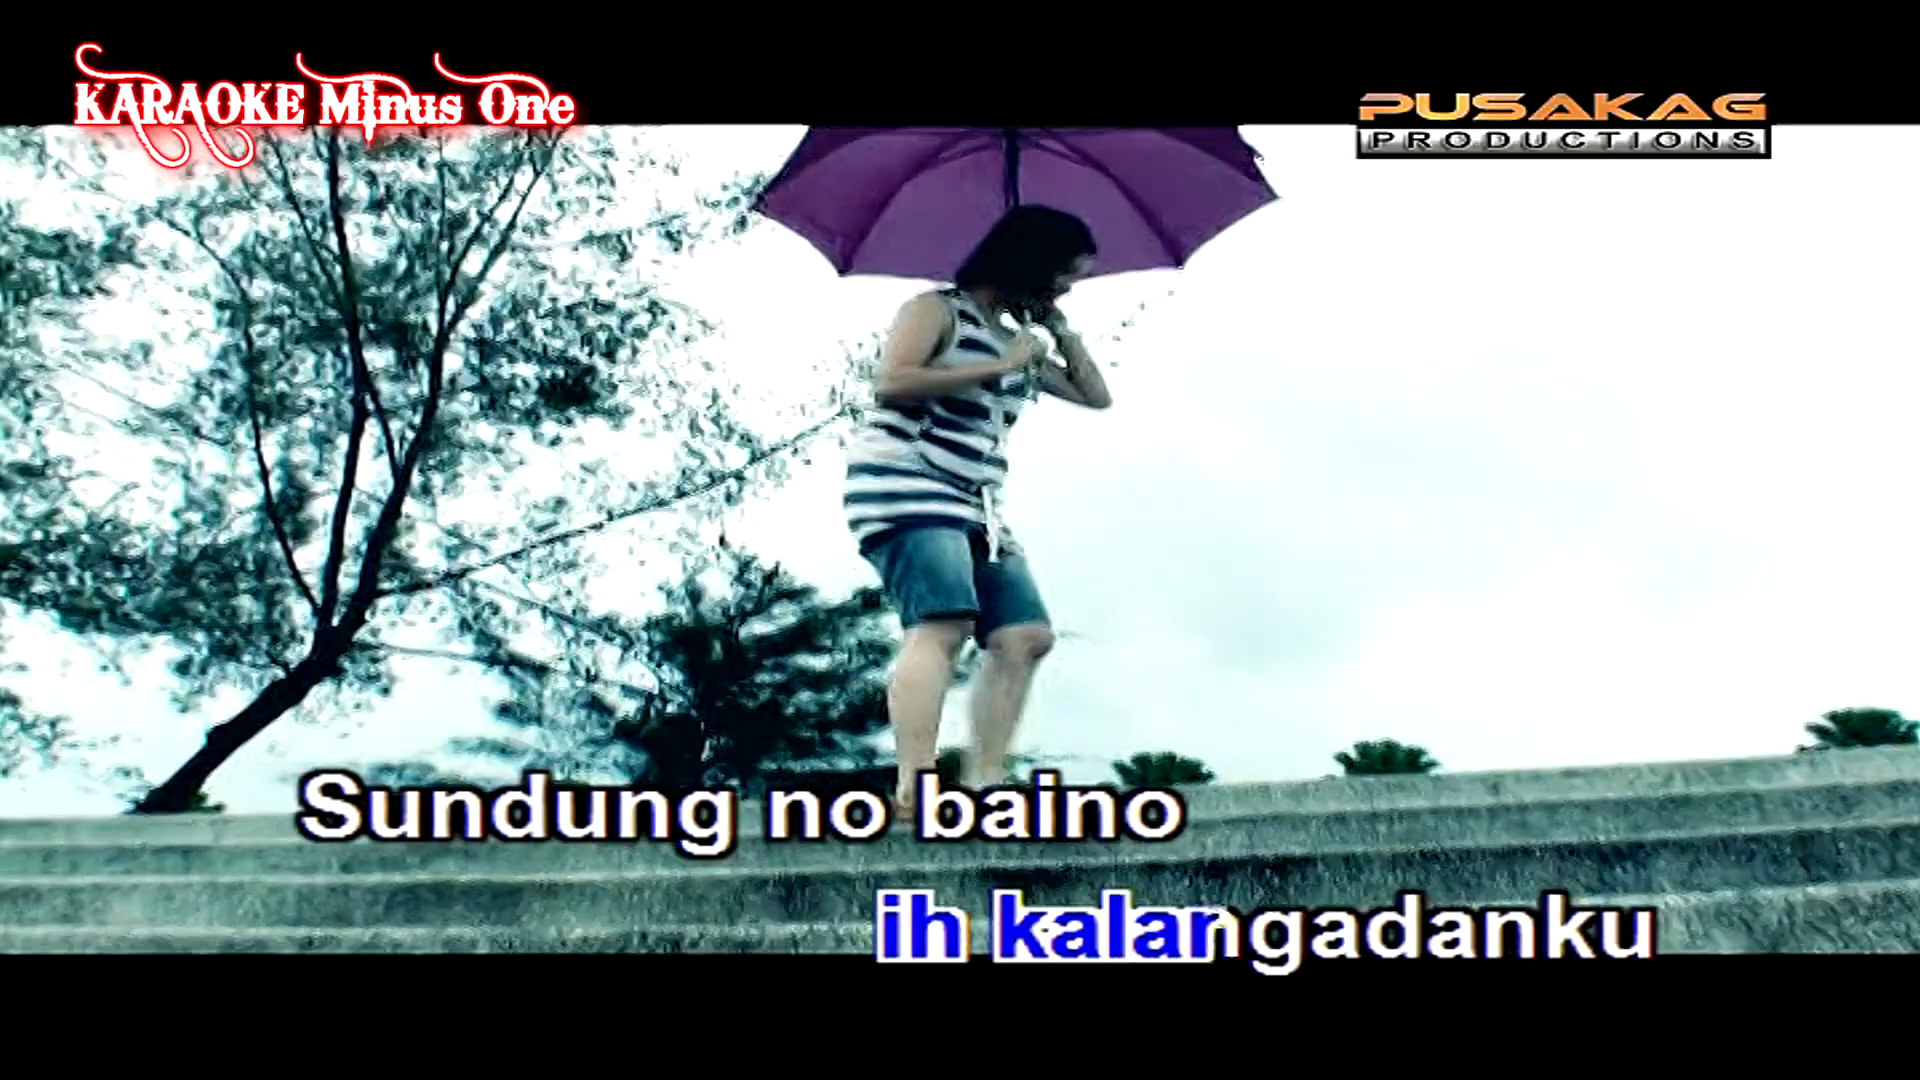 KARAOKE Minus One
PUSAKAG
PRODUCTIONS
Sundung no baino
ih kalangadanku